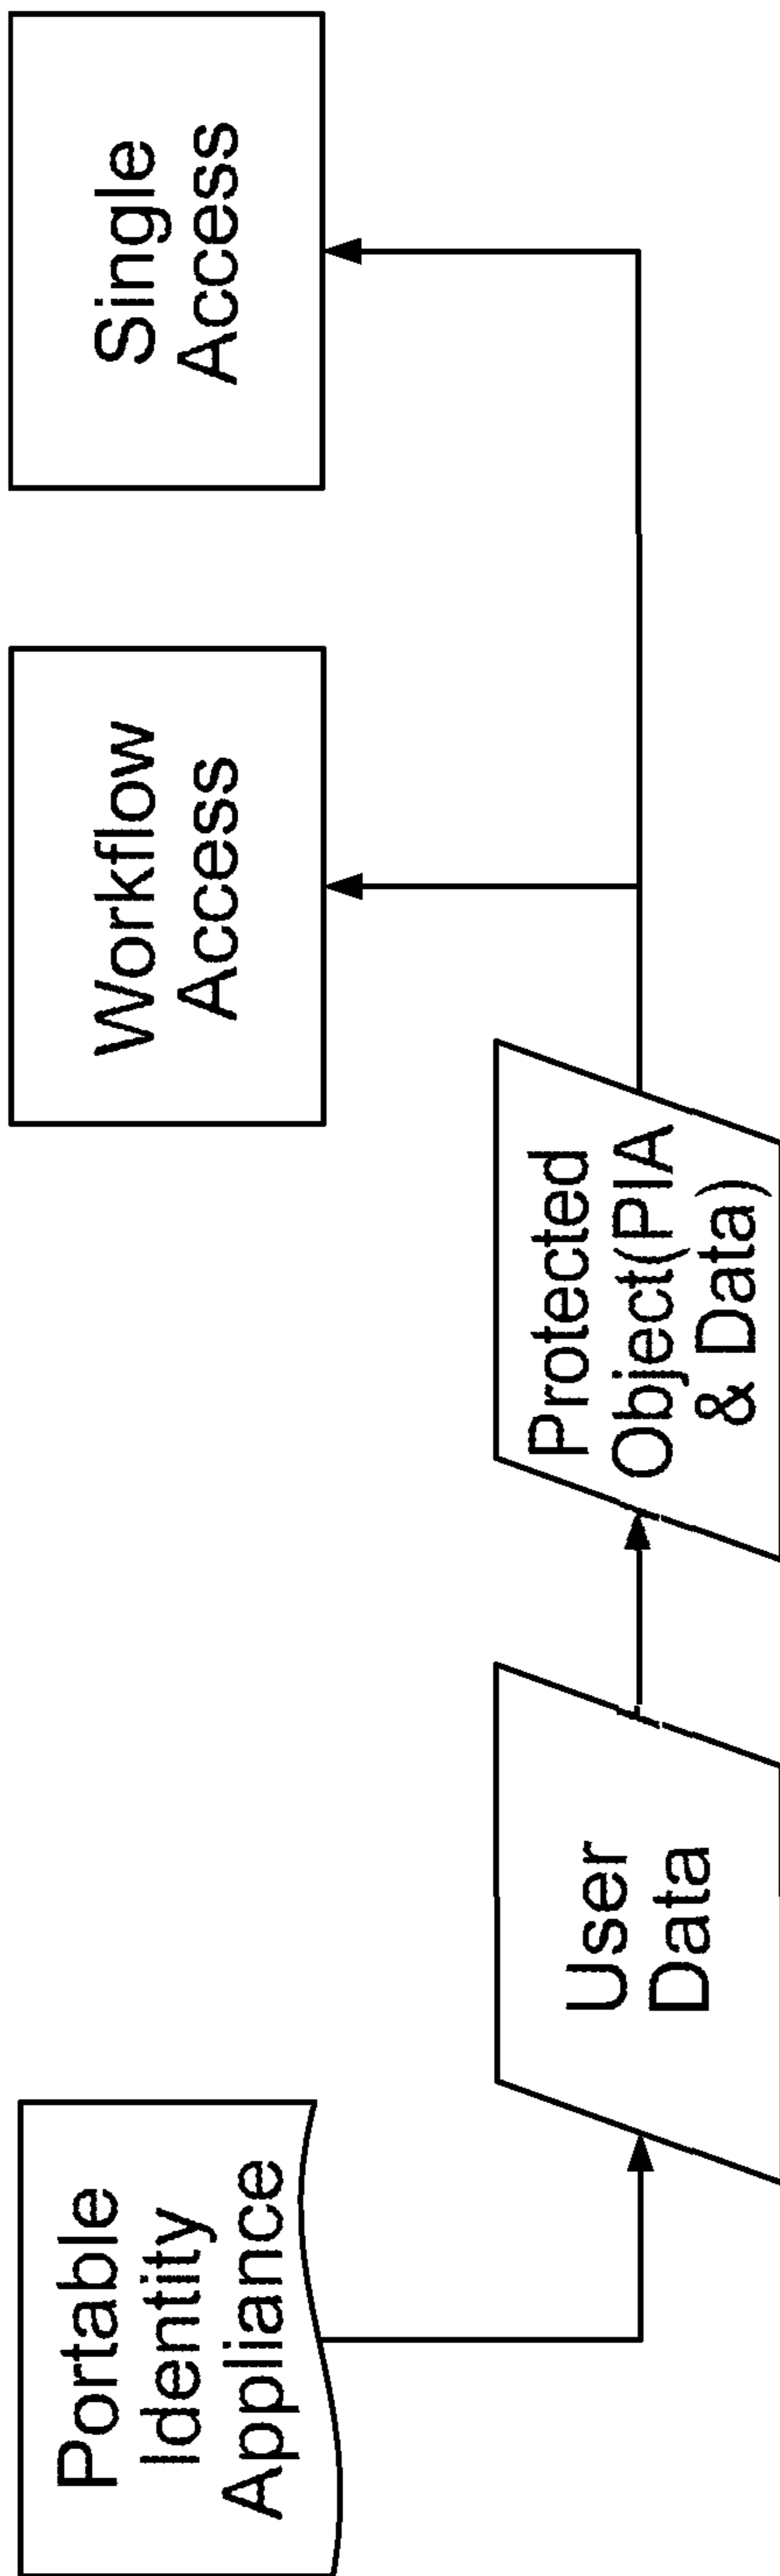 Portable
Identity
Appliance
User
Data
Protected
Object(PIA
& Data)
Workflow
Access
Single
Access